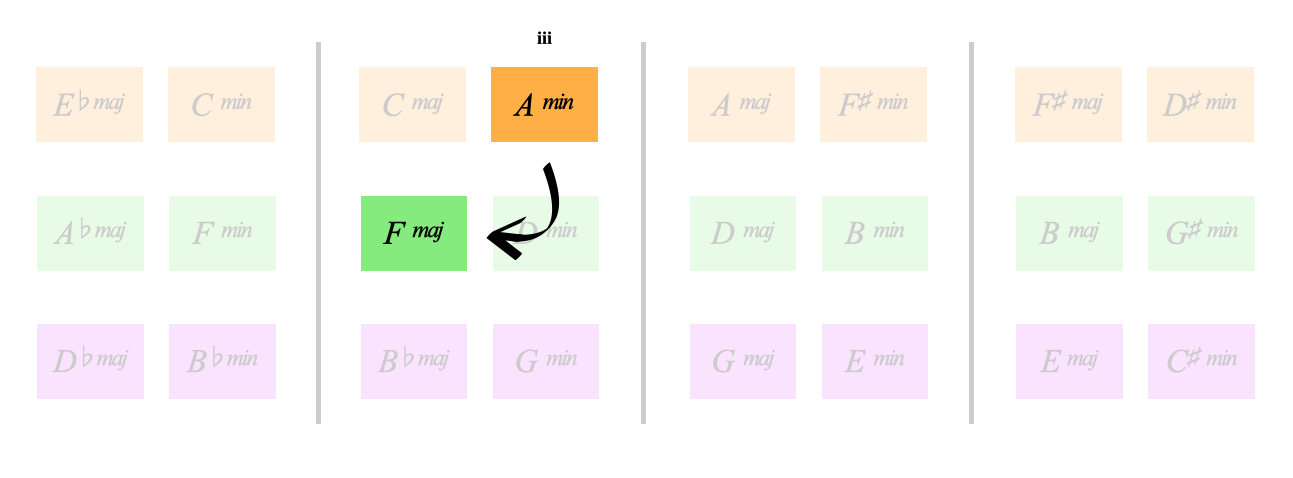 iii
E♭ maj C min C maj A min A maj F♯ min F♯ maj D♯ min
A♭ maj F min F maj D min D maj B min B maj G♯ min
D♭ maj B♭ min B♭ maj G min G maj E min E maj C♯ min